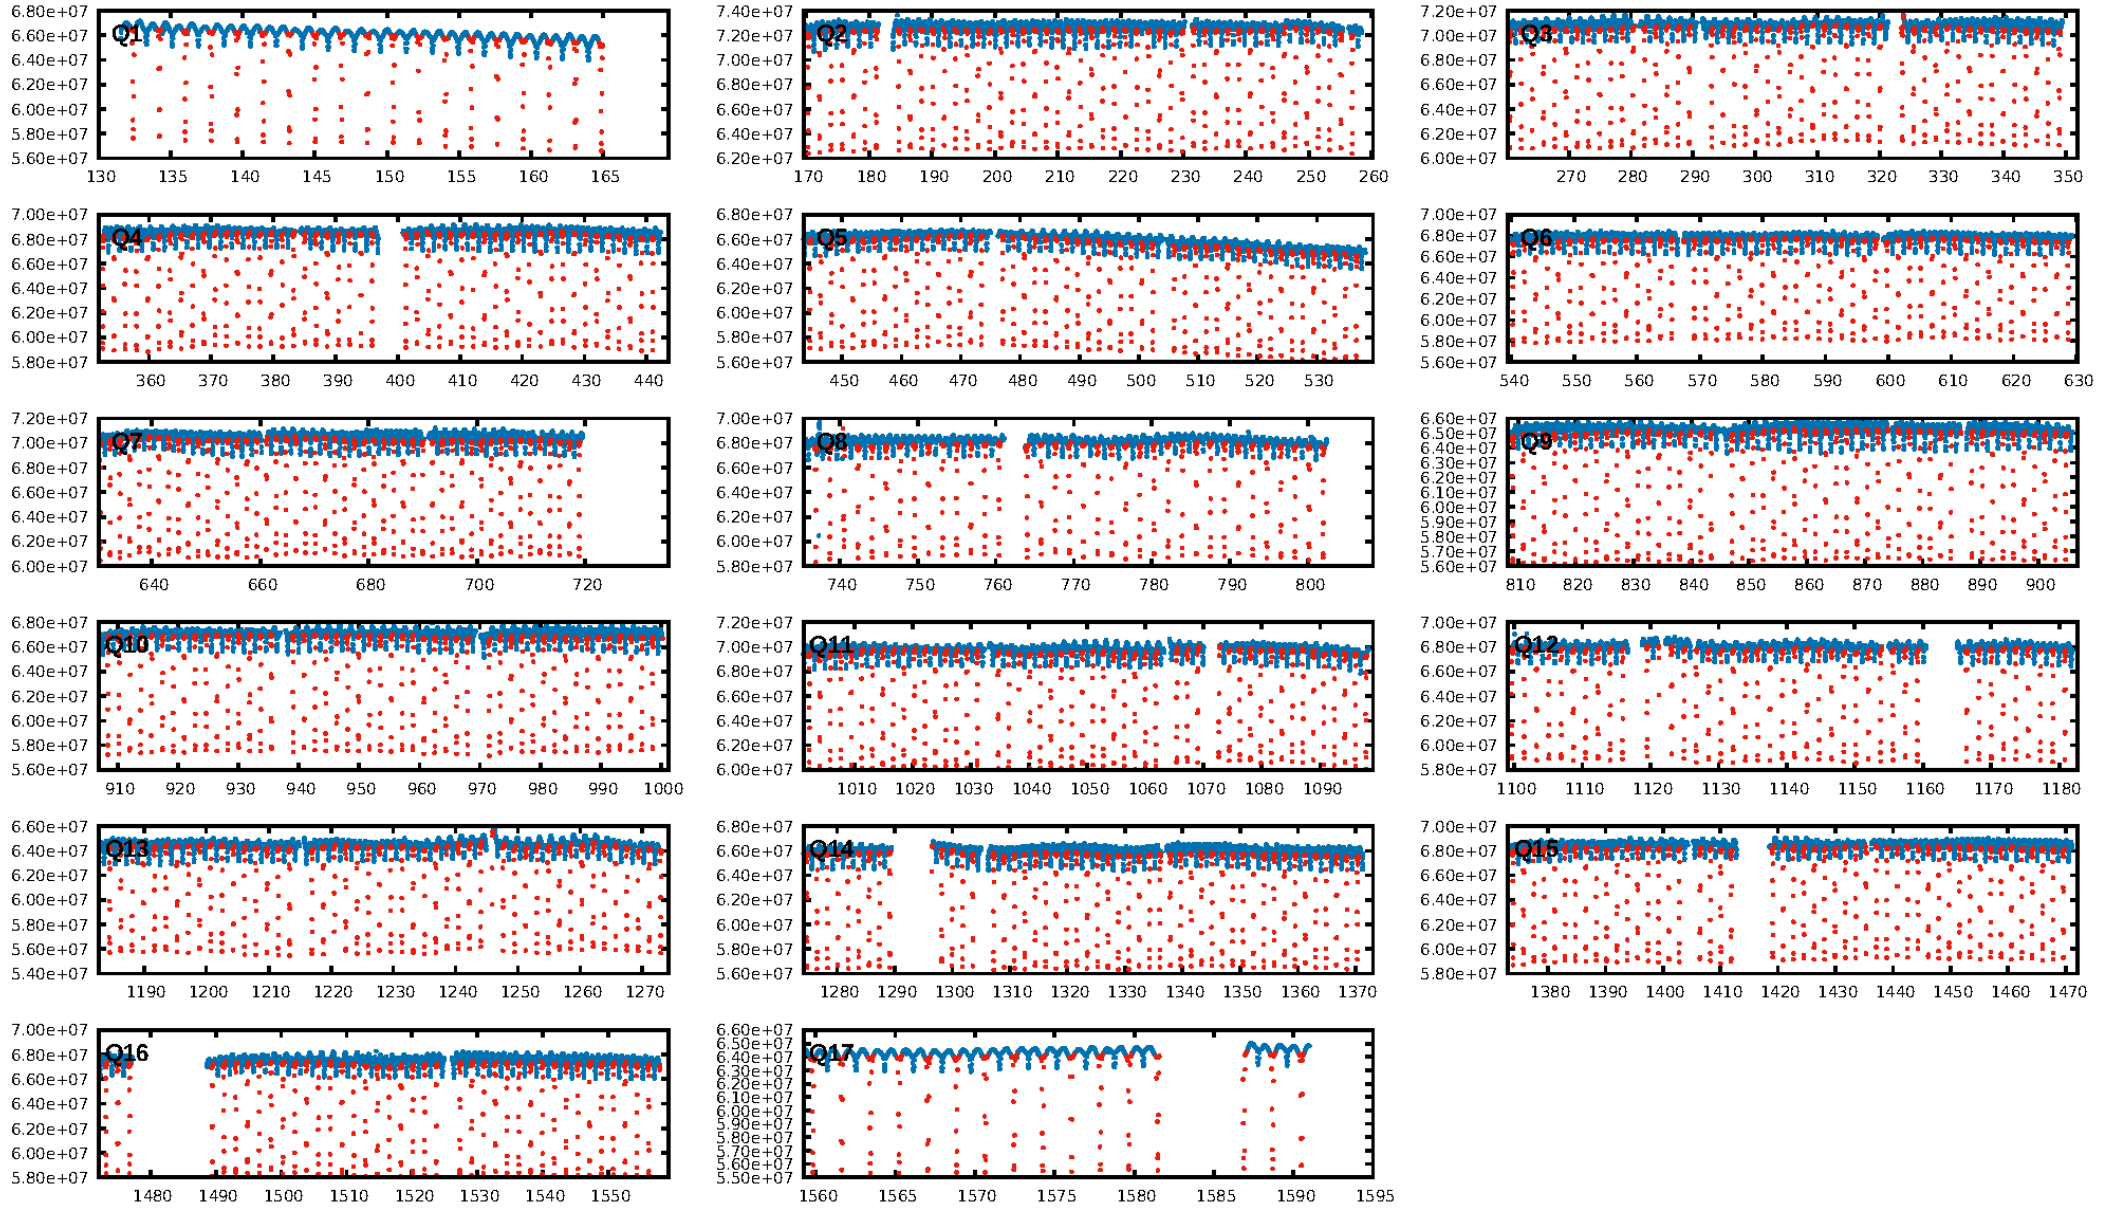 6.80e+07 6.60e+07 6.40e+07 6.20e+07 6.00e+07 5.80e+07 5.60e+07
Q1
130 135 140 145 150 155 160 165
7.40e+07 7.20e+07 7.00e+07 6.80e+07 6.60e+07 6.40e+07 6.20e+07
Q2
170 180 190 200 210 220 230 240 250 260
7.20e+07 7.00e+07 6.80e+07 6.60e+07 6.40e+07 6.20e+07 6.00e+07
Q3
270 280 290 300 310 320 330 340 350
7.00e+07 6.80e+07 6.60e+07 6.40e+07 6.20e+07 6.00e+07 5.80e+07
Q4
360 370 380 390 400 410 420 430 440
6.80e+07 6.60e+07 6.40e+07 6.20e+07 6.00e+07 5.80e+07 5.60e+07
Q5
450 460 470 480 490 500 510 520 530
7.00e+07 6.80e+07 6.60e+07 6.40e+07 6.20e+07 6.00e+07 5.80e+07 5.60e+07
Q6
540 550 560 570 580 590 600 610 620 630
7.20e+07 7.00e+07 6.80e+07 6.60e+07 6.40e+07 6.20e+07 6.00e+07
Q7
640 660 680 700 720
7.00e+07 6.80e+07 6.60e+07 6.40e+07 6.20e+07 6.00e+07 5.80e+07
Q8
740 750 760 770 780 790 800
6.60e+07 6.50e+07 6.40e+07 6.30e+07 6.20e+07 6.10e+07 6.00e+07 5.90e+07 5.80e+07 5.70e+07 5.60e+07
Q9
810 820 830 840 850 860 870 880 890 900
6.80e+07 6.60e+07 6.40e+07 6.20e+07 6.00e+07 5.80e+07 5.60e+07
Q10
910 920 930 940 950 960 970 980 990 1000
7.20e+07 7.00e+07 6.80e+07 6.60e+07 6.40e+07 6.20e+07 6.00e+07
Q11
1010 1020 1030 1040 1050 1060 1070 1080 1090
7.00e+07 6.80e+07 6.60e+07 6.40e+07 6.20e+07 6.00e+07 5.80e+07
Q12
1100 1110 1120 1130 1140 1150 1160 1170 1180
6.60e+07 6.40e+07 6.20e+07 6.00e+07 5.80e+07 5.60e+07 5.40e+07
Q13
1190 1200 1210 1220 1230 1240 1250 1260 1270
6.80e+07 6.60e+07 6.40e+07 6.20e+07 6.00e+07 5.80e+07 5.60e+07
Q14
1280 1290 1300 1310 1320 1330 1340 1350 1360 1370
7.00e+07 6.80e+07 6.60e+07 6.40e+07 6.20e+07 6.00e+07 5.80e+07
Q15
1380 1390 1400 1410 1420 1430 1440 1450 1460 1470
7.00e+07 6.80e+07 6.60e+07 6.40e+07 6.20e+07 6.00e+07 5.80e+07
Q16
1480 1490 1500 1510 1520 1530 1540 1550
6.60e+07 6.50e+07 6.40e+07 6.30e+07 6.20e+07 6.10e+07 6.00e+07 5.90e+07 5.80e+07 5.70e+07 5.60e+07 5.50e+07
Q17
1560 1565 1570 1575 1580 1585 1590 1595